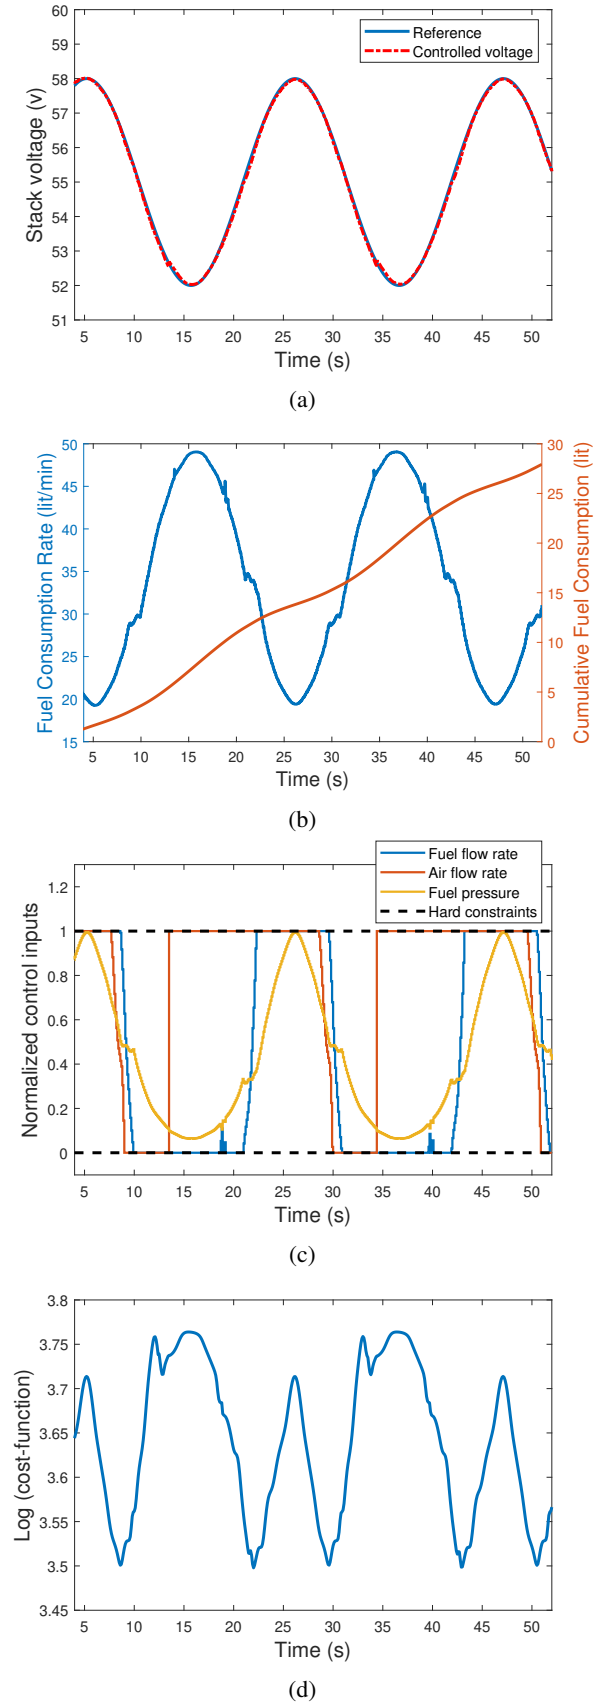 60
59
58
57
56
55
54
53
52
51
Stack voltage (v)
Reference
Controlled voltage
5 10 15 20 25 30 35 40 45 50
Time (s)
(a)
50
45
40
35
30
25
20
15
Fuel Consumption Rate (lit/min)
30
25
20
15
10
5
0
Cumulative Fuel Consumption (lit)
5 10 15 20 25 30 35 40 45 50
Time (s)
(b)
Fuel flow rate
Air flow rate
Fuel pressure
Hard constraints
1.2
1
0.8
0.6
0.4
0.2
0
Normalized control inputs
5 10 15 20 25 30 35 40 45 50
Time (s)
(c)
3.8
3.75
3.7
3.65
3.6
3.55
3.5
3.45
Log (cost-function)
5 10 15 20 25 30 35 40 45 50
Time (s)
(d)